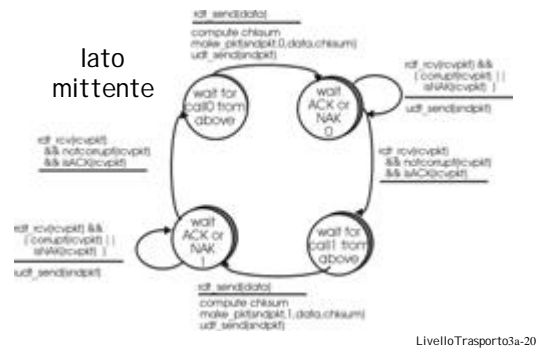 lato
mittente
rdt_send(data)
compute chksum
make_pkt(sndpkt,0,data,chksum)
udt_send(sndpkt)
wait for
call0 from
above
wait
ACK or
NAK
0
rdt_rcv(rcvpkt) &&
( corrupt(rcvpkt) ||
isNAK(rcvpkt) )
udt_send(sndpkt)
rdt_rcv(rcvpkt)
&& notcorrupt(rcvpkt)
&& isACK(rcvpkt)
rdt_rcv(rcvpkt)
&& notcorrupt(rcvpkt)
&& isACK(rcvpkt)
wait
ACK or
NAK
1
wait for
call1 from
above
rdt_rcv(rcvpkt) &&
( corrupt(rcvpkt) ||
isNAK(rcvpkt) )
udt_send(sndpkt)
rdt_send(data)
compute chksum
make_pkt(sndpkt,1,data,chksum)
udt_send(sndpkt)
LivelloTrasporto3a-20